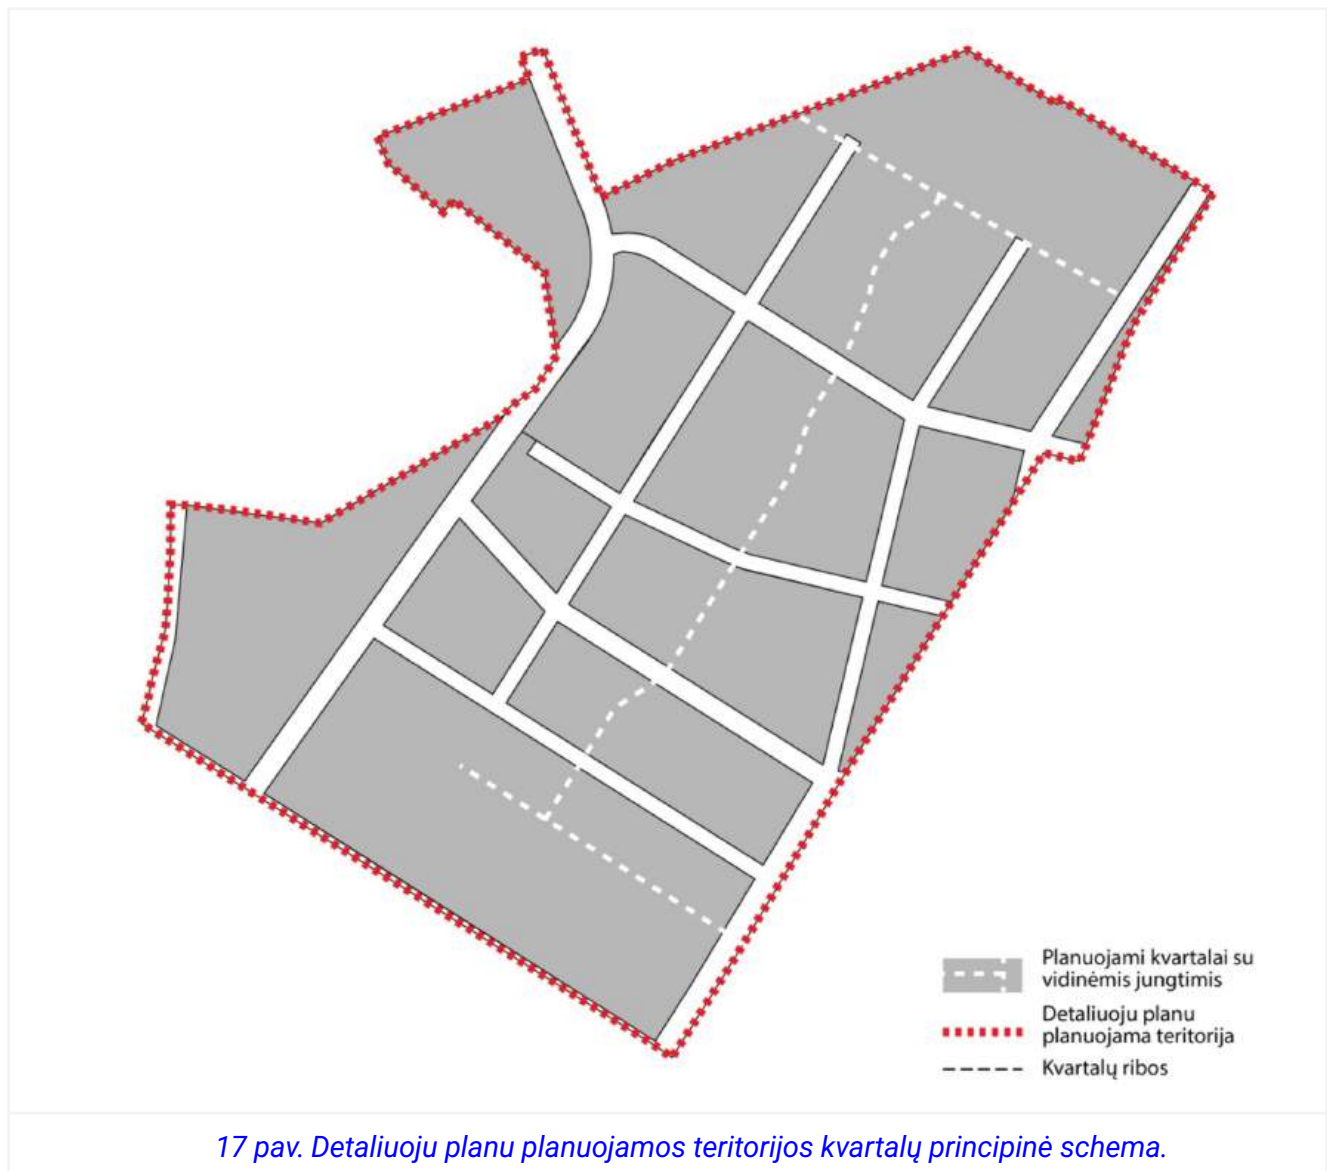 Planuojami kvartalai su
vidinėmis jungtimis
Detaliuoju planu
planuojama teritorija
Kvartalų ribos
17 pav. Detaliuoju planu planuojamos teritorijos kvartalų principinė schema.